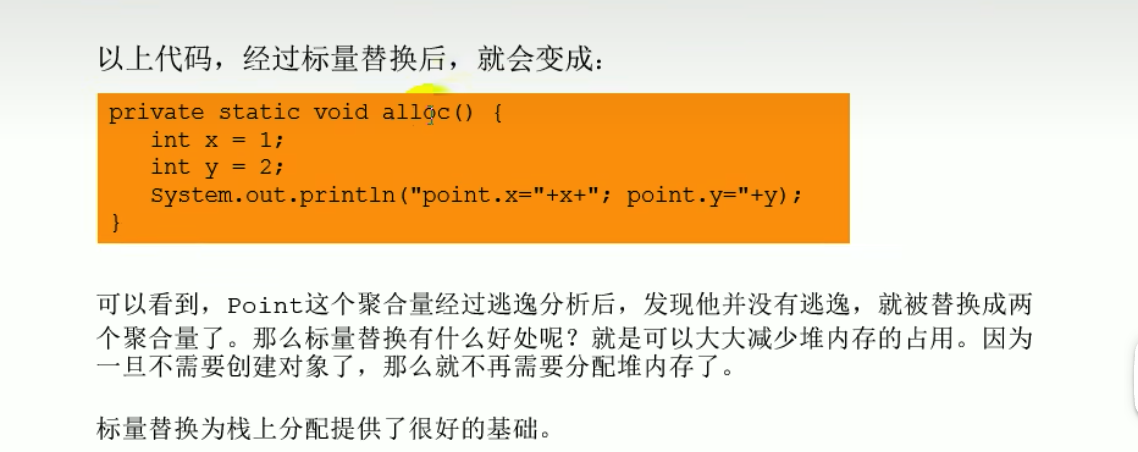 以上代码，经过标量替换后，就会变成：
private static void alloc() {
int x = 1;
int y = 2;
System.out.println("point.x="+x+"; point.y="+y);
}
可以看到，Point这个聚合量经过逃逸分析后，发现他并没有逃逸，就被替换成两
个聚合量了。那么标量替换有什么好处呢？就是可以大大减少堆内存的占用。因为
一旦不需要创建对象了，那么就不再需要分配堆内存了。
标量替换为栈上分配提供了很好的基础。